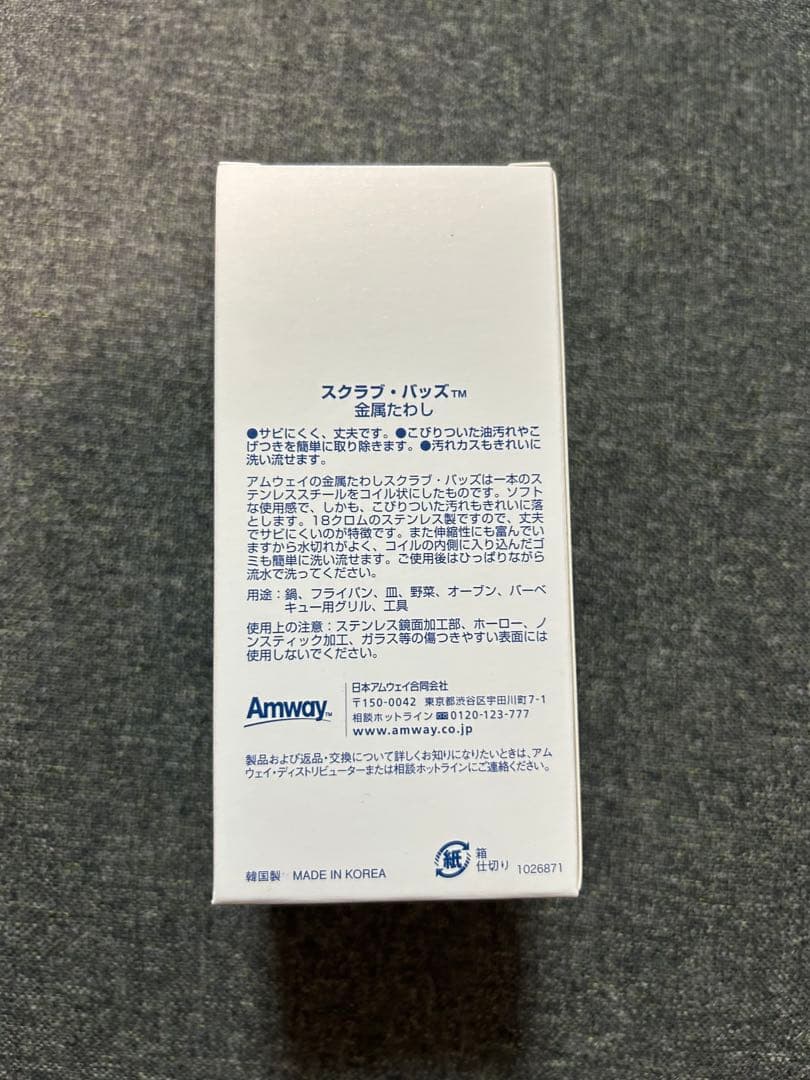 スクラブ・バッズ™
金属たわし
●サビにくく、丈夫です。●こびりついた油汚れやこ
げつきを簡単に取り除きます。●汚れカスもきれいに
洗い流せます。
アムウェイの金属たわしスクラブ・バッズは一本のス
テンレススチールをコイル状にしたものです。ソフト
な使用感で、しかも、こびりついた汚れもきれいに落
とします。18クロムのステンレス製ですので、丈夫
でサビにくいのが特徴です。また伸縮性にも富んでい
ますから水切れがよく、コイルの内側に入り込んだゴ
ミも簡単に洗い流せます。ご使用後はひっぱりながら
流水で洗ってください。
用途：鍋、フライパン、皿、野菜、オーブン、バーベ
キュー用グリル、工具
使用上の注意：ステンレス鏡面加工部、ホーロー、ノ
ンスティック加工、ガラス等の傷つきやすい表面には
使用しないでください。
Amway™
日本アムウェイ合同会社
〒150-0042 東京都渋谷区宇田川町7-1
相談ホットライン 0120-123-777
www.amway.co.jp
製品および返品・交換について詳しくお知りになりたいときは、アム
ウェイ・ディストリビューターまたは相談ホットラインにご連絡ください。
紙
箱
仕切り
1026871
韓国製 MADE IN KOREA